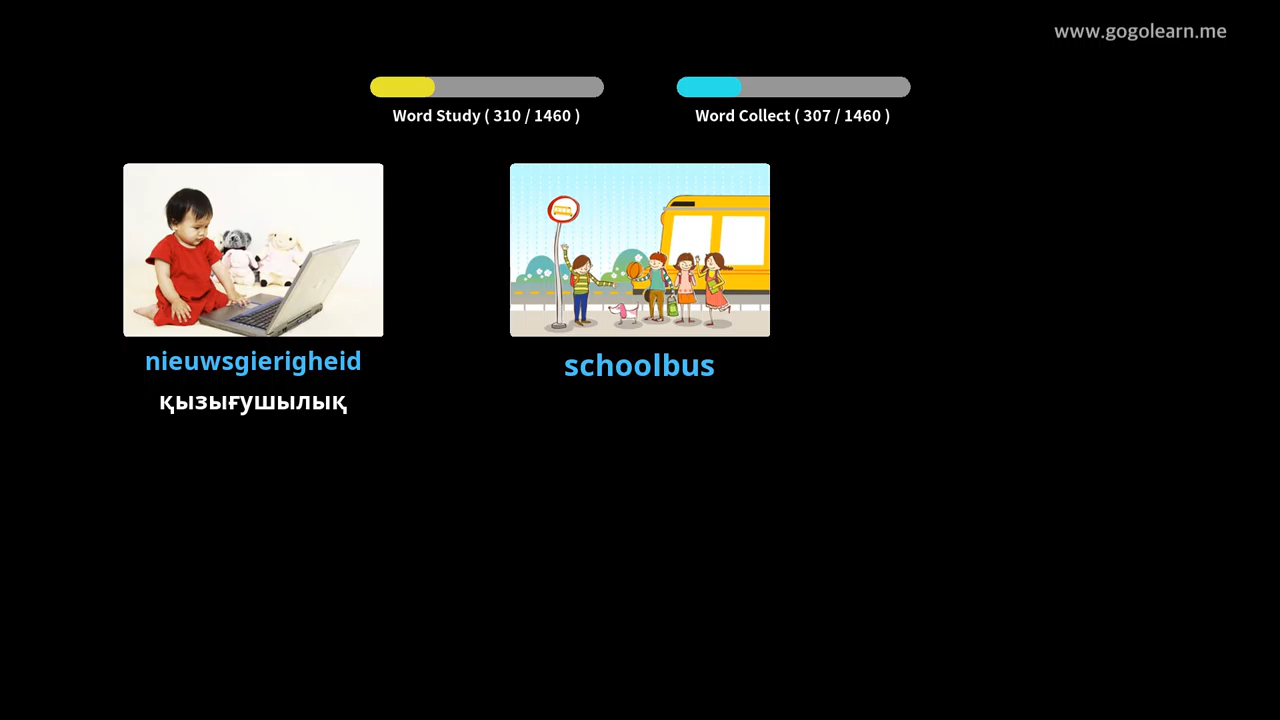 www.gogolearn.me
Word Study ( 310 / 1460 )
Word Collect ( 307 / 1460 )
nieuwsgierigheid
қызығушылық
schoolbus